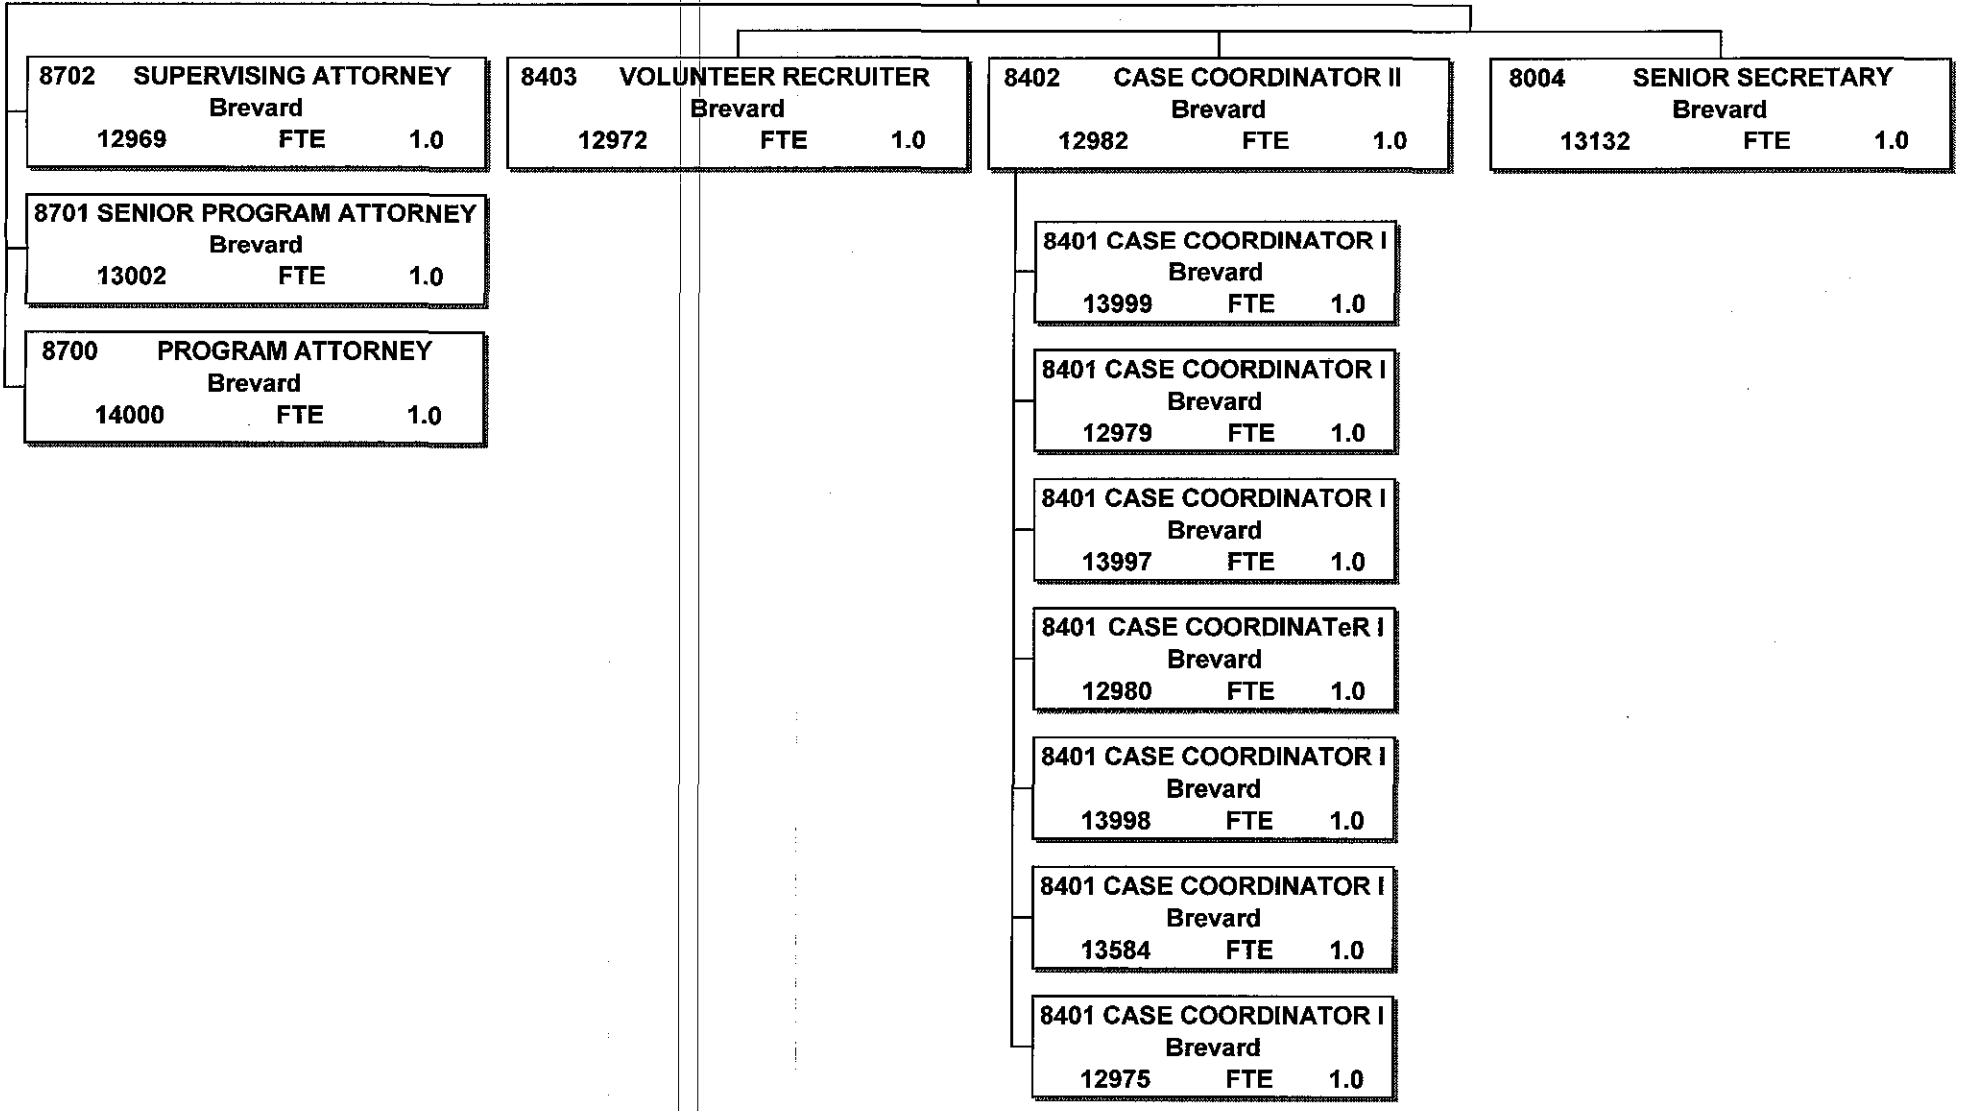 8702 SUPERVISING ATTORNEY
Brevard
12969 FTE 1.0
8701 SENIOR PROGRAM ATTORNEY
Brevard
13002 FTE 1.0
8700 PROGRAM ATTORNEY
Brevard
14000 FTE 1.0
8403 VOLUNTEER RECRUITER
Brevard
12972 FTE 1.0
8402 CASE COORDINATOR II
Brevard
12982 FTE 1.0
8401 CASE COORDINATOR I
Brevard
13999 FTE 1.0
8401 CASE COORDINATOR I
Brevard
12979 FTE 1.0
8401 CASE COORDINATOR I
Brevard
13997 FTE 1.0
8401 CASE COORDINATeR I
Brevard
12980 FTE 1.0
8401 CASE COORDINATOR I
Brevard
13998 FTE 1.0
8401 CASE COORDINATOR I
Brevard
13584 FTE 1.0
8401 CASE COORDINATOR I
Brevard
12975 FTE 1.0
8004 SENIOR SECRETARY
Brevard
13132 FTE 1.0